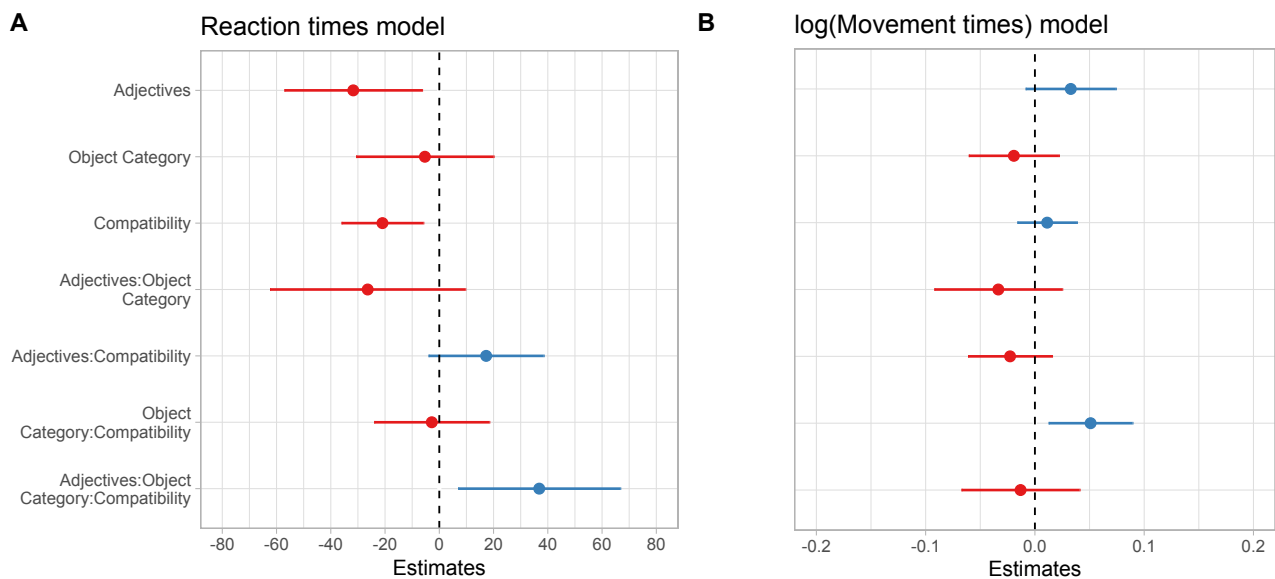 A
Reaction times model
Adjectives
Object Category
Compatibility
Adjectives:Object
Category
Adjectives:Compatibility
Object
Category:Compatibility
Adjectives:Object
Category:Compatibility
-80 -60 -40 -20 0 20 40 60 80
Estimates
B
log(Movement times) model
-0.2 -0.1 0.0 0.1 0.2
Estimates